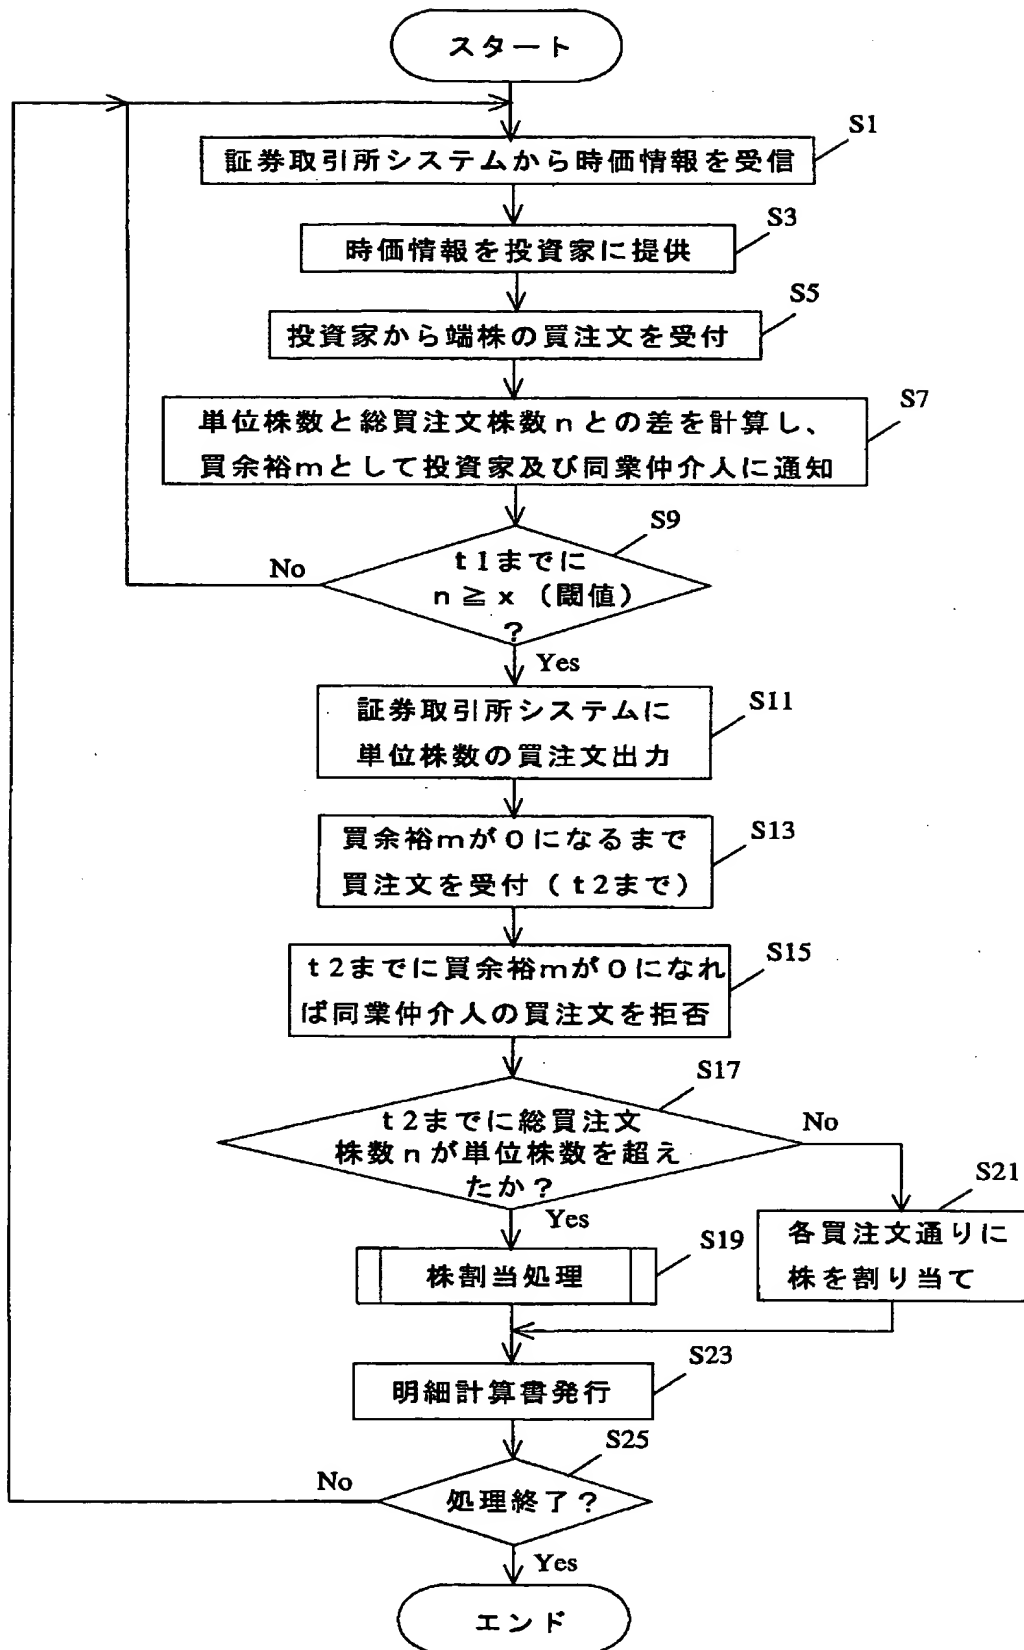 スタート
S1
証券取引所システムから時価情報を受信
S3
時価情報を投資家に提供
S5
投資家から端株の買注文を受付
S7
単位株数と総買注文株数nとの差を計算し、
買余裕mとして投資家及び同業仲介人に通知
S9
t1までに
n≧x（閾値）
?
No
Yes
S11
証券取引所システムに
単位株数の買注文出力
S13
買余裕mが0になるまで
買注文を受付（t2まで）
S15
t2までに買余裕mが0になれ
ば同業仲介人の買注文を拒否
S17
t2までに総買注文
株数nが単位株数を超え
たか?
No
Yes
S19
株割当処理
S21
各買注文通りに
株を割り当て
S23
明細計算書発行
S25
処理終了?
No
Yes
エンド